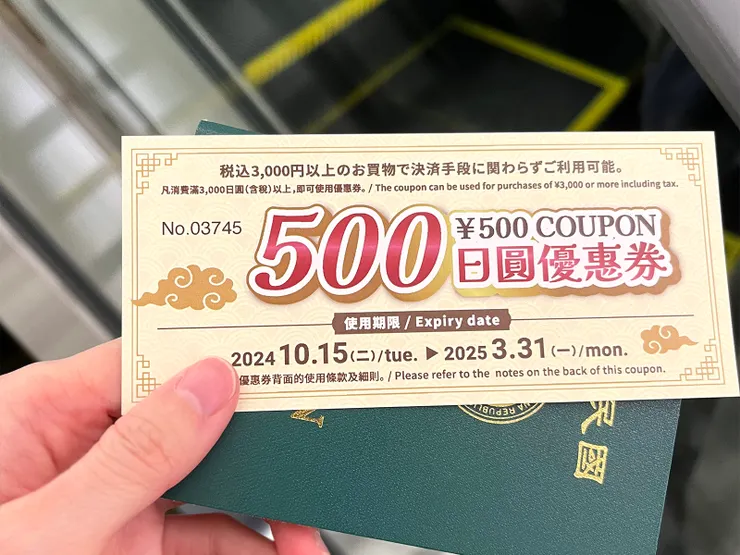 税込3,000円以上のお買物で決済手段に関わらずご利用可能。
凡消費滿3,000日圓(含稅)以上,即可使用優惠券。/ The coupon can be used for purchases of ¥3,000 or more including tax.
No.03745
500
¥500 COUPON
日圓優惠券
使用期限 / Expiry date
2024 10.15(二)/tue. ▶ 2025 3.31(一)/mon.
優惠券背面的使用條款及細則。/ Please refer to the notes on the back of this coupon.
NA REPUBL
民國